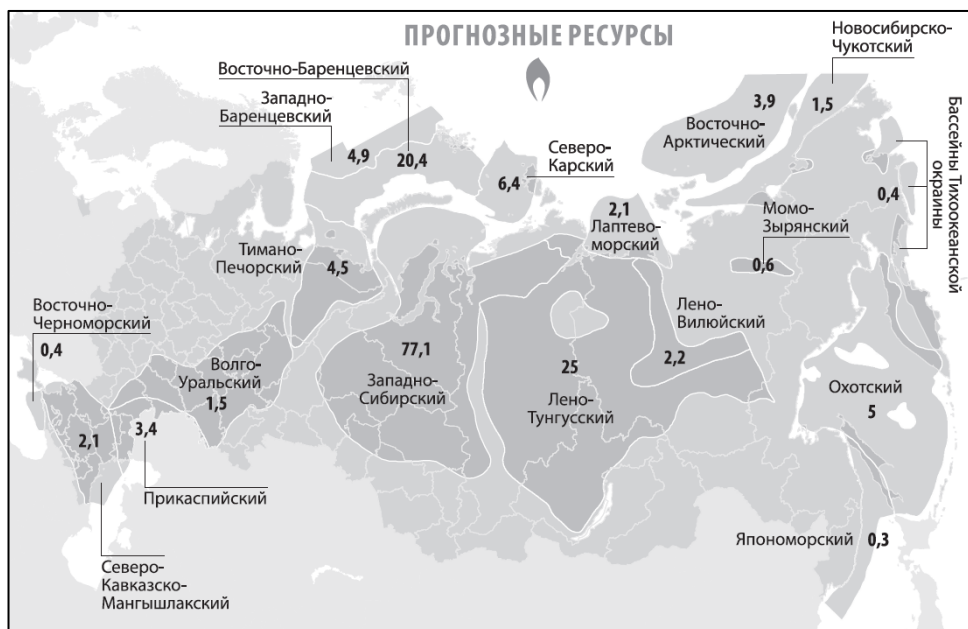 ПРОГНОЗНЫЕ РЕСУРСЫ
Новосибирско-
Чукотский
1,5
Восточно-Баренцевский
20,4
Западно-
Баренцевский
4,9
3,9
Восточно-
Арктический
Бассейны Тихоокеанской
окраины
0,4
Северо-
Карский
6,4
2,1
Лаптево-
морский
Момо-
Зырянский
0,6
Тимано-
Печорский
4,5
Восточно-
Черноморский
0,4
Волго-
Уральский
1,5
77,1
Западно-
Сибирский
25
Лено-
Тунгусский
Лено-
Вилюйский
2,2
Охотский
5
2,1
3,4
Прикаспийский
Япономорский
0,3
Северо-
Кавказско-
Мангышлакский